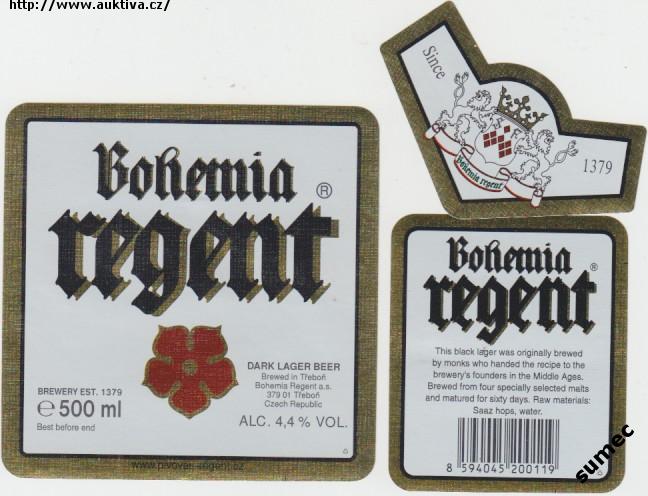 http://www.auktiva.cz/
Bohemia ®
regent
BREWERY EST. 1379
℮ 500 ml
Best before end
DARK LAGER BEER
Brewed in Třeboň
Bohemia Regent a.s.
379 01 Třeboň
Czech Republic
ALC. 4,4 % VOL.
www.pivovar-regent.cz
Since
1379
bohemia regent
Bohemia
regent ®
This black lager was originally brewed
by monks who handed the recipe to the
brewery's founders in the Middle Ages.
Brewed from four specially selected malts
and matured for sixty days. Raw materials:
Saaz hops, water.
8 594045 200119
sumec